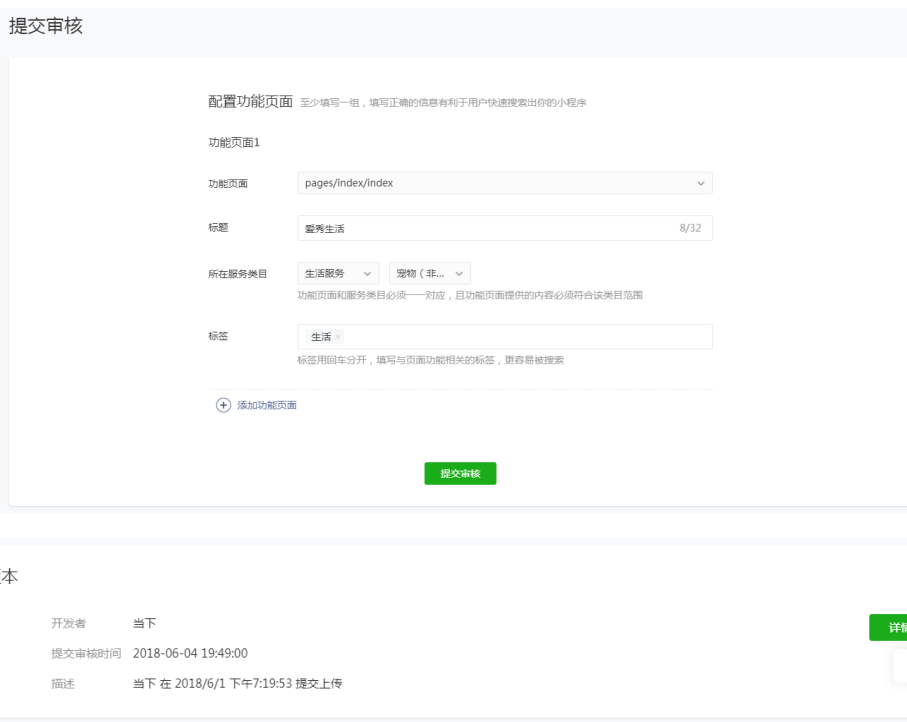 提交审核
配置功能页面 至少填写一组，填写正确的信息有利于用户快速搜索出你的小程序
功能页面1
功能页面 pages/index/index
标题 爱秀生活 8/32
所在服务类目 生活服务 宠物（非...
功能页面和服务类目必须一一对应，且功能页面提供的内容必须符合该类目范围
标签 生活 ×
标签用回车分开，填写与页面功能相关的标签，更容易被搜索
添加功能页面
提交审核
本
开发者 当下
详情
提交审核时间 2018-06-04 19:49:00
描述 当下 在 2018/6/1 下午7:19:53 提交上传